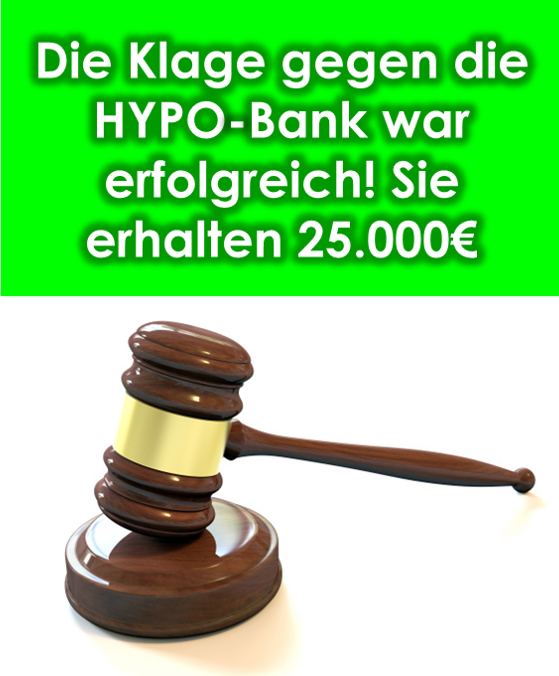 Die Klage gegen die
HYPO-Bank war
erfolgreich! Sie
erhalten 25.000€